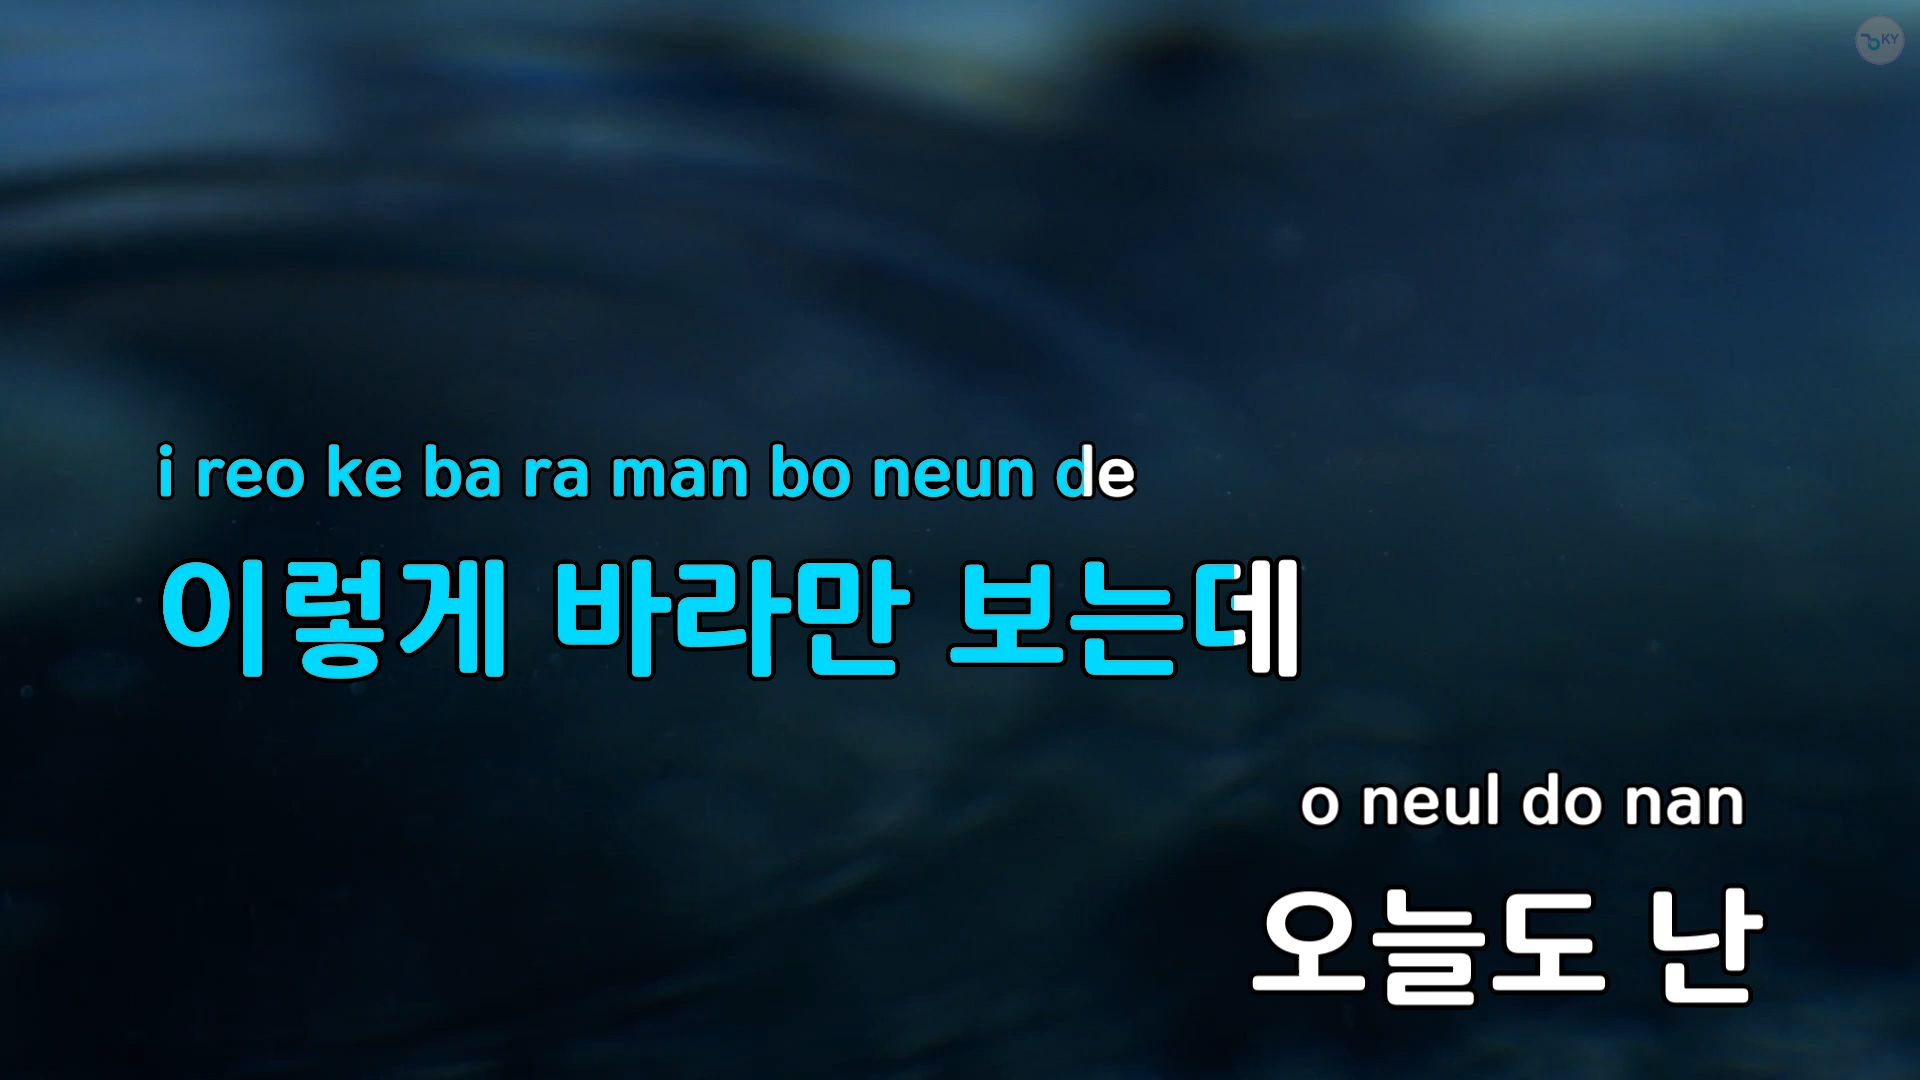 KY
i reo ke ba ra man bo neun de
이렇게 바라만 보는데
o neul do nan
오늘도 난